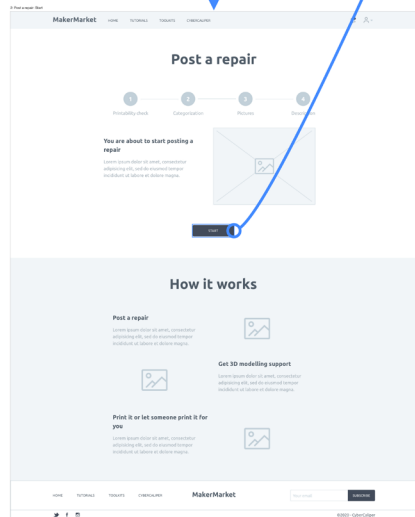 Post a repair Start
MakerMarket HOME TUTORIALS TOOLKITS CYBERCALIPER
Post a repair
1 2 3 4
Printability check Categorisation Pictures
You are about to start posting a
repair
Lorem ipsum dolor sit amet, consectetur
adipiscing elit, sed do eiusmod tempor
incididunt ut labore et dolore magna.
START
How it works
Post a repair
Lorem ipsum dolor sit amet, consectetur
adipiscing elit, sed do eiusmod tempor
incididunt ut labore et dolore magna.
Get 3D modelling support
Lorem ipsum dolor sit amet, consectetur
adipiscing elit, sed do eiusmod tempor
incididunt ut labore et dolore magna.
Print it or let someone print it for
you
Lorem ipsum dolor sit amet, consectetur
adipiscing elit, sed do eiusmod tempor
incididunt ut labore et dolore magna.
HOME TUTORIALS TOOLKITS CYBERCALIPER MakerMarket Your email SUBSCRIBE